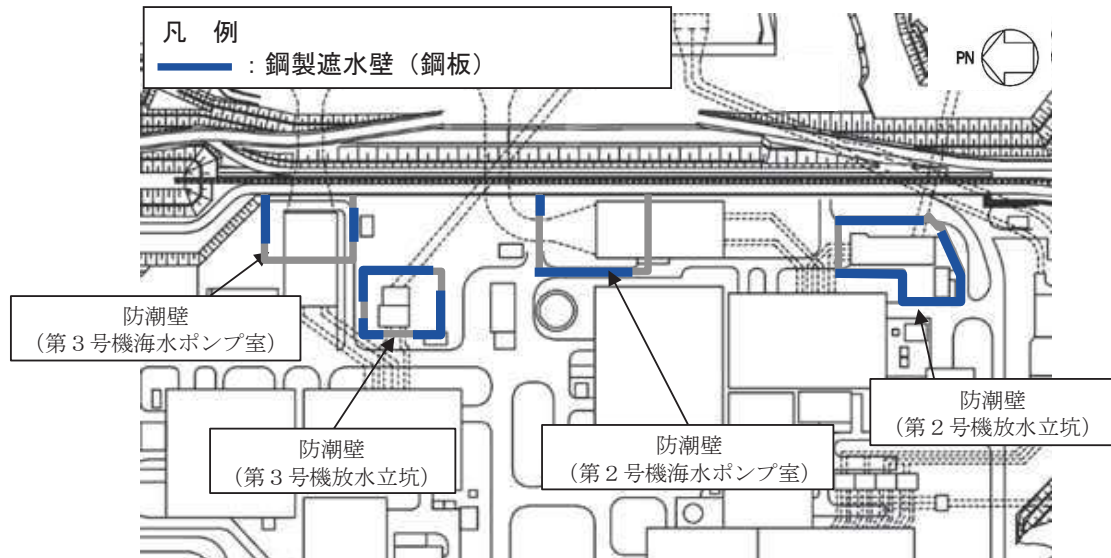 凡　例
：鋼製遮水壁（鋼板）
PN
防潮壁
（第３号機海水ポンプ室）
防潮壁
（第３号機放水立坑）
防潮壁
（第２号機海水ポンプ室）
防潮壁
（第２号機放水立坑）